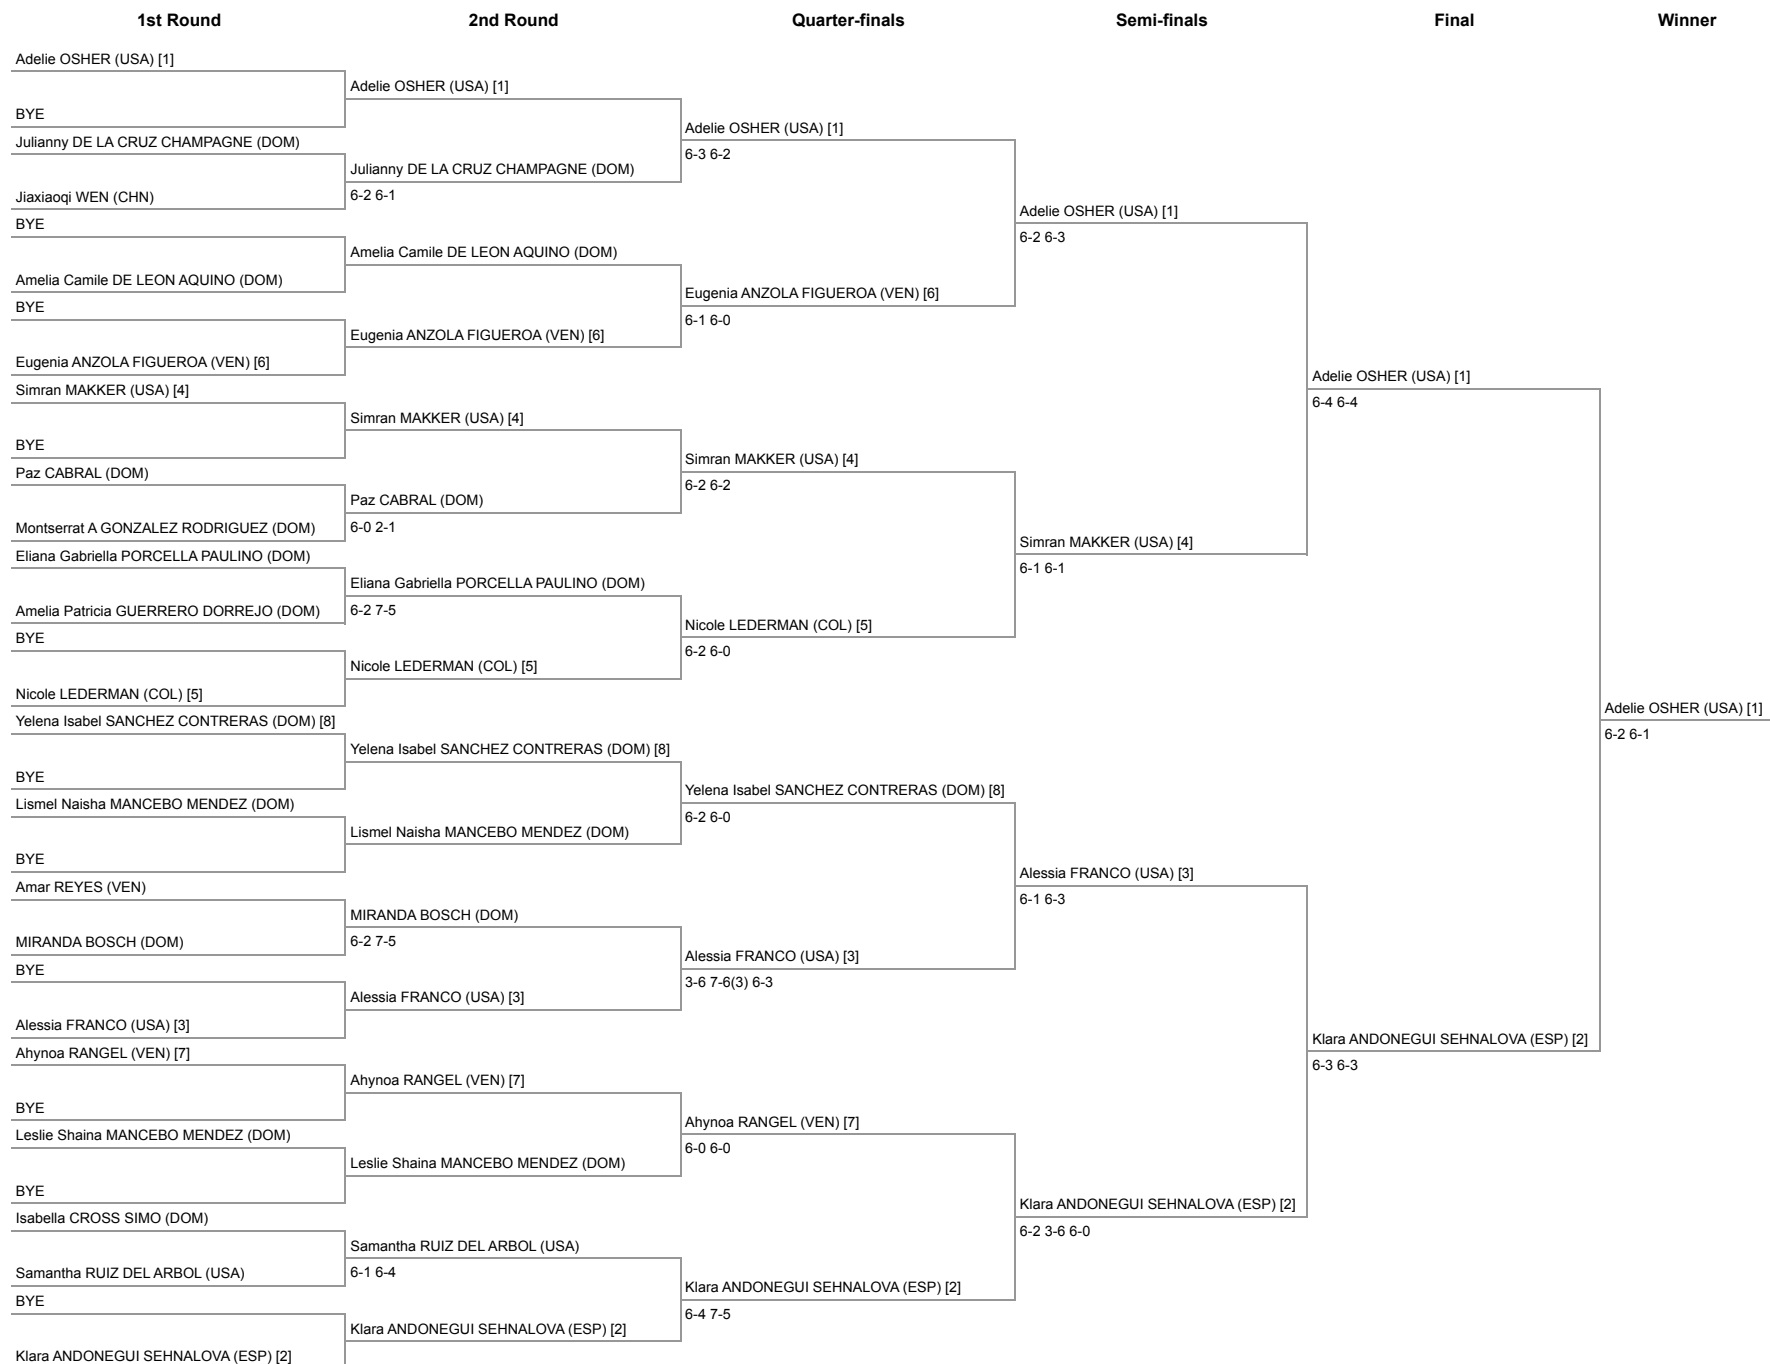 1st Round
2nd Round
Quarter-finals
Semi-finals
Final
Winner
Adelie OSHER (USA) [1]
BYE
Julianny DE LA CRUZ CHAMPAGNE (DOM)
Jiaxiaoqi WEN (CHN)
BYE
Amelia Camile DE LEON AQUINO (DOM)
BYE
Eugenia ANZOLA FIGUEROA (VEN) [6]
Simran MAKKER (USA) [4]
BYE
Paz CABRAL (DOM)
Montserrat A GONZALEZ RODRIGUEZ (DOM)
Eliana Gabriella PORCELLA PAULINO (DOM)
Amelia Patricia GUERRERO DORREJO (DOM)
BYE
Nicole LEDERMAN (COL) [5]
Yelena Isabel SANCHEZ CONTRERAS (DOM) [8]
BYE
Lismel Naisha MANCEBO MENDEZ (DOM)
BYE
Amar REYES (VEN)
MIRANDA BOSCH (DOM)
BYE
Alessia FRANCO (USA) [3]
Ahynoa RANGEL (VEN) [7]
BYE
Leslie Shaina MANCEBO MENDEZ (DOM)
BYE
Isabella CROSS SIMO (DOM)
Samantha RUIZ DEL ARBOL (USA)
BYE
Klara ANDONEGUI SEHNALOVA (ESP) [2]
Adelie OSHER (USA) [1]
Julianny DE LA CRUZ CHAMPAGNE (DOM)
6-2 6-1
Amelia Camile DE LEON AQUINO (DOM)
Eugenia ANZOLA FIGUEROA (VEN) [6]
Simran MAKKER (USA) [4]
Paz CABRAL (DOM)
6-0 2-1
Eliana Gabriella PORCELLA PAULINO (DOM)
6-2 7-5
Nicole LEDERMAN (COL) [5]
Yelena Isabel SANCHEZ CONTRERAS (DOM) [8]
Lismel Naisha MANCEBO MENDEZ (DOM)
MIRANDA BOSCH (DOM)
6-2 7-5
Alessia FRANCO (USA) [3]
Ahynoa RANGEL (VEN) [7]
Leslie Shaina MANCEBO MENDEZ (DOM)
Samantha RUIZ DEL ARBOL (USA)
6-1 6-4
Klara ANDONEGUI SEHNALOVA (ESP) [2]
Adelie OSHER (USA) [1]
6-3 6-2
Eugenia ANZOLA FIGUEROA (VEN) [6]
6-1 6-0
Simran MAKKER (USA) [4]
6-2 6-2
Nicole LEDERMAN (COL) [5]
6-2 6-0
Yelena Isabel SANCHEZ CONTRERAS (DOM) [8]
6-2 6-0
Alessia FRANCO (USA) [3]
3-6 7-6(3) 6-3
Ahynoa RANGEL (VEN) [7]
6-0 6-0
Klara ANDONEGUI SEHNALOVA (ESP) [2]
6-4 7-5
Adelie OSHER (USA) [1]
6-2 6-3
Simran MAKKER (USA) [4]
6-1 6-1
Alessia FRANCO (USA) [3]
6-1 6-3
Klara ANDONEGUI SEHNALOVA (ESP) [2]
6-2 3-6 6-0
Adelie OSHER (USA) [1]
6-4 6-4
Klara ANDONEGUI SEHNALOVA (ESP) [2]
6-3 6-3
Adelie OSHER (USA) [1]
6-2 6-1